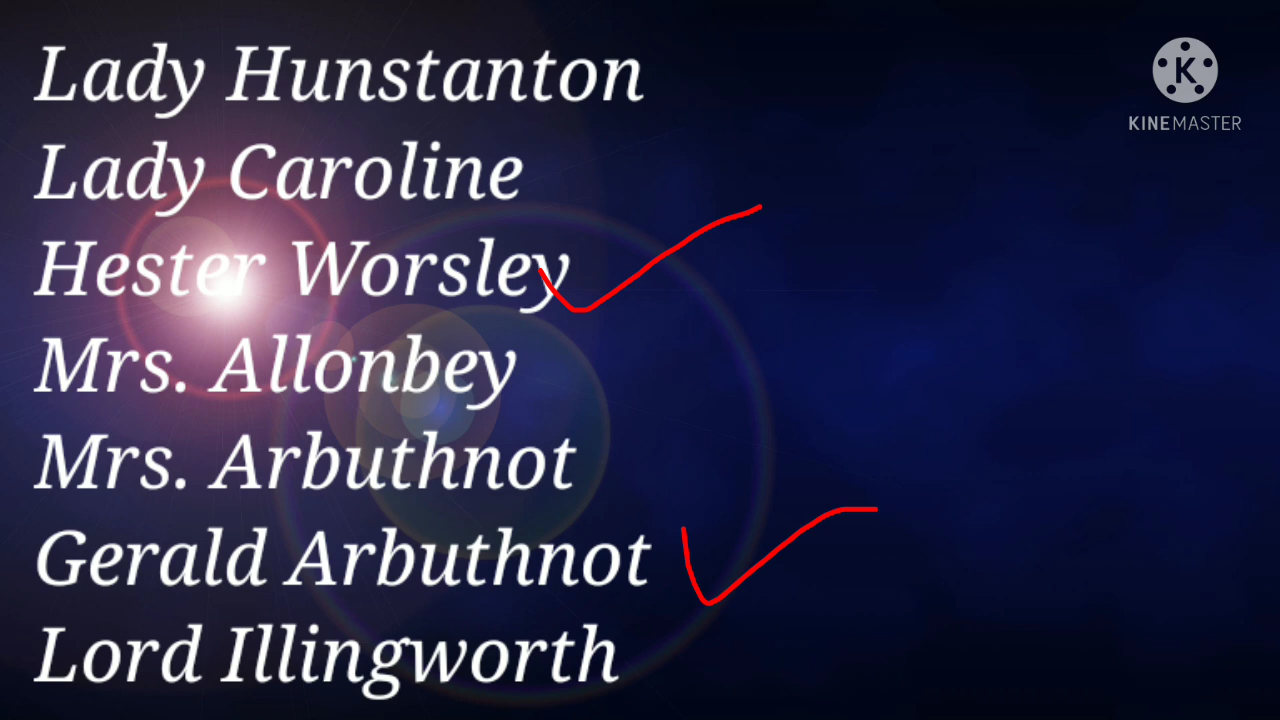 Lady Hunstanton
Lady Caroline
Hester Worsley
Mrs. Allonbey
Mrs. Arbuthnot
Gerald Arbuthnot
Lord Illingworth
K
KINEMASTER